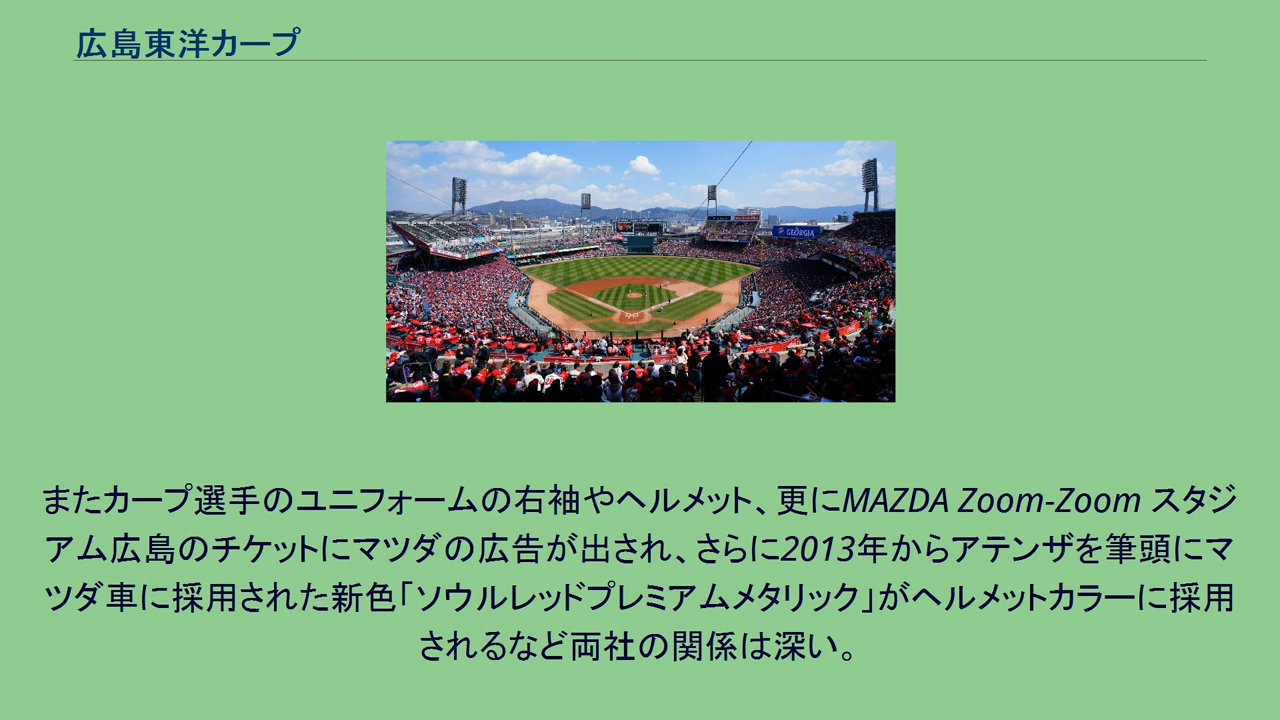 広島東洋カープ
GEORGIA
またカープ選手のユニフォームの右袖やヘルメット、更にMAZDA Zoom-Zoom スタジ
アム広島のチケットにマツダの広告が出され、さらに2013年からアテンザを筆頭にマ
ツダ車に採用された新色「ソウルレッドプレミアムメタリック」がヘルメットカラーに採用
されるなど両社の関係は深い。